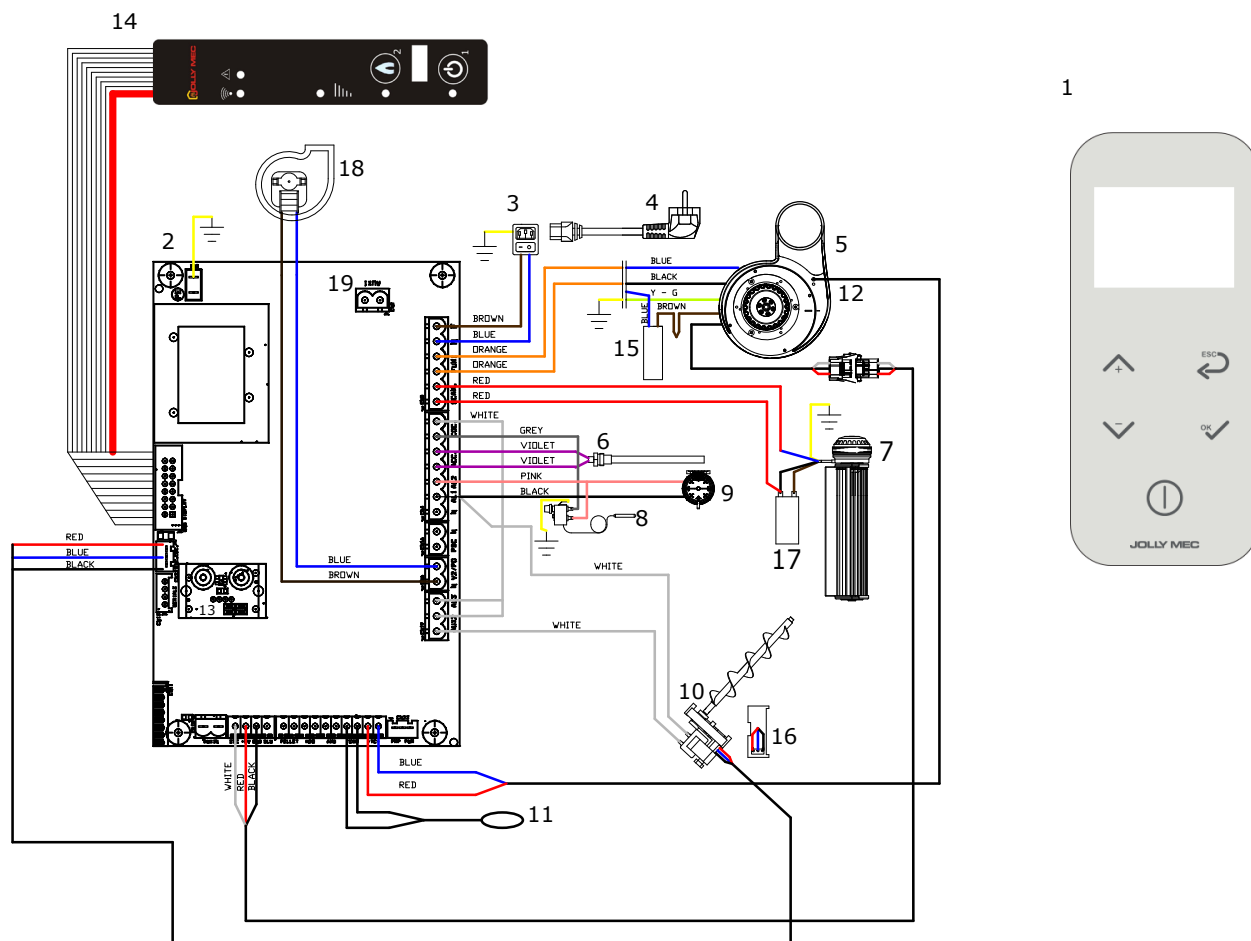 14
JOLLY MEC
2
1
1
18
3
4
5
2
BLUE
BLACK
Y - G
BROWN
BLUE
12
19
BROWN
BLUE
ORANGE
ORANGE
15
RED
RED
WHITE
GREY
VIOLET
VIOLET
6
7
PINK
BLACK
9
8
17
ESC
+
-
OK
JOLLY MEC
RED
BLUE
BLACK
BLUE
BROWN
WHITE
13
WHITE
10
16
WHITE
RED
BLACK
BLUE
RED
11